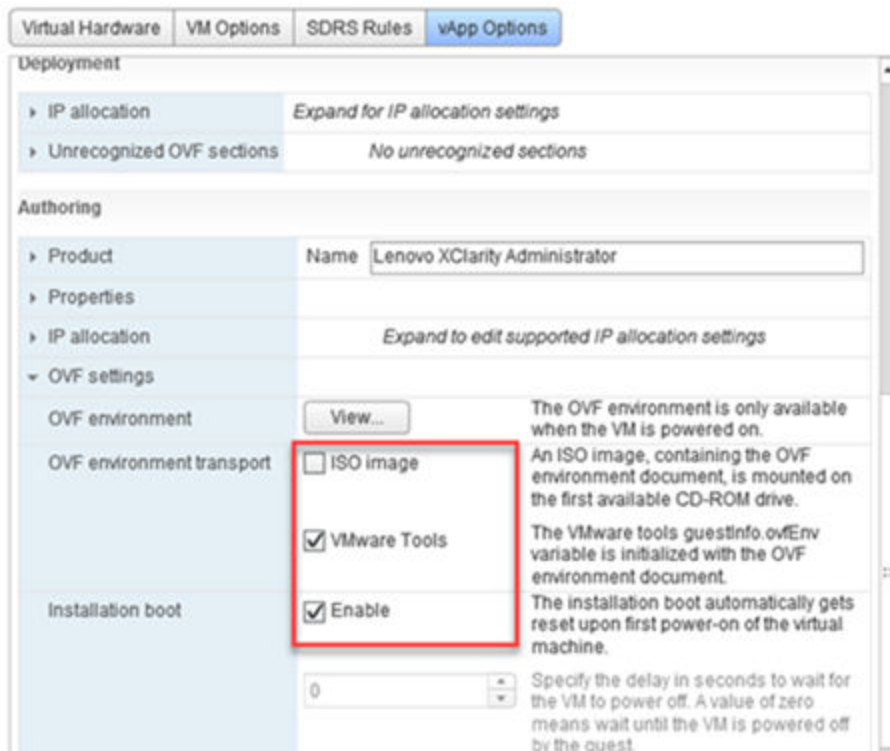 Virtual Hardware VM Options SDRS Rules vApp Options
Deployment
IP allocation Expand for IP allocation settings
Unrecognized OVF sections No unrecognized sections
Authoring
Product Name Lenovo XClarity Administrator
Properties
IP allocation Expand to edit supported IP allocation settings
OVF settings
OVF environment View... The OVF environment is only available
when the VM is powered on.
OVF environment transport ISO image An ISO image, containing the OVF
environment document, is mounted on
the first available CD-ROM drive.
VMware Tools The VMware tools guestInfo.ovfEnv
variable is initialized with the OVF
environment document.
Installation boot Enable The installation boot automatically gets
reset upon first power-on of the virtual
machine.
0 Specify the delay in seconds to wait for
the VM to power off. A value of zero
means wait until the VM is powered off
by the guest.